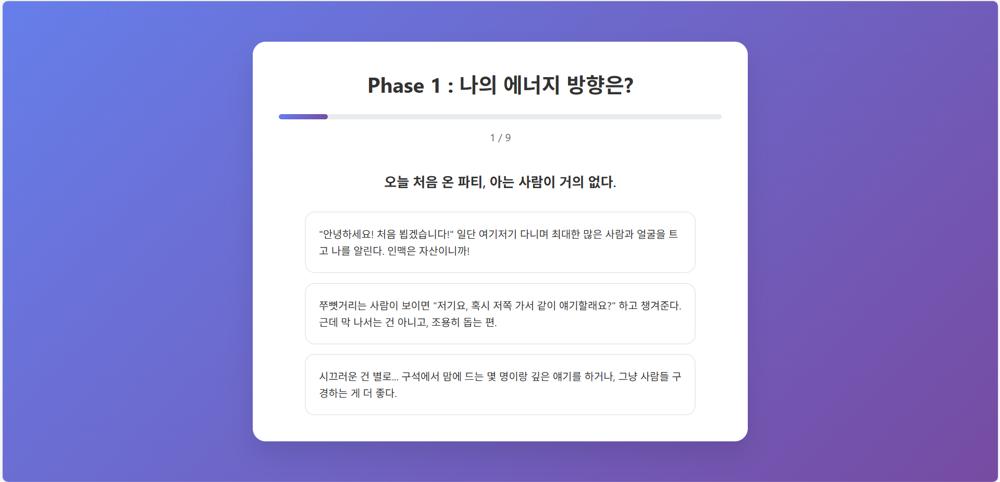 Phase 1 : 나의 에너지 방향은?
1 / 9
오늘 처음 온 파티, 아는 사람이 거의 없다.
"안녕하세요! 처음 뵙겠습니다!" 일단 여기저기 다니며 최대한 많은 사람과 얼굴을 트
고 나를 알린다. 인맥은 자산이니까!
쭈뼛거리는 사람이 보이면 "저기요, 혹시 저쪽 가서 같이 얘기할래요?" 하고 챙겨준다.
근데 막 나서는 건 아니고, 조용히 돕는 편.
시끄러운 건 별로... 구석에서 맘에 드는 몇 명이랑 깊은 얘기를 하거나, 그냥 사람들 구
경하는 게 더 좋다.